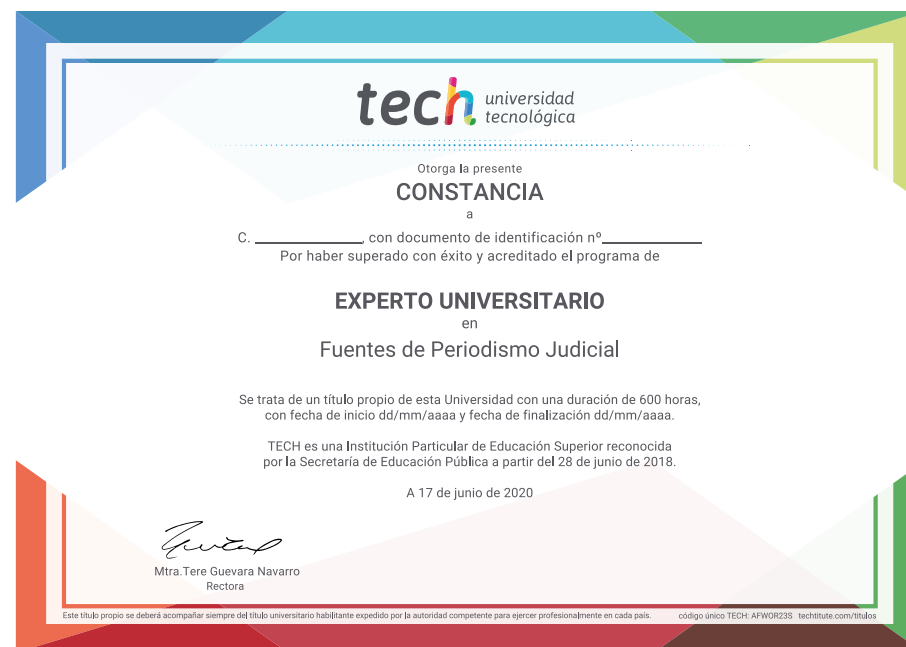 tech universidad
tecnológica
Otorga la presente
CONSTANCIA
a
C. ____________, con documento de identificación nº____________
Por haber superado con éxito y acreditado el programa de
EXPERTO UNIVERSITARIO
en
Fuentes de Periodismo Judicial
Se trata de un título propio de esta Universidad con una duración de 600 horas,
con fecha de inicio dd/mm/aaaa y fecha de finalización dd/mm/aaaa.
TECH es una Institución Particular de Educación Superior reconocida
por la Secretaría de Educación Pública a partir del 28 de junio de 2018.
A 17 de junio de 2020
Mtra.Tere Guevara Navarro
Rectora
Este título propio se deberá acompañar siempre del título universitario habilitante expedido por la autoridad competente para ejercer profesionalmente en cada país. código único TECH: AFWOR23S techtitute.com/titulos